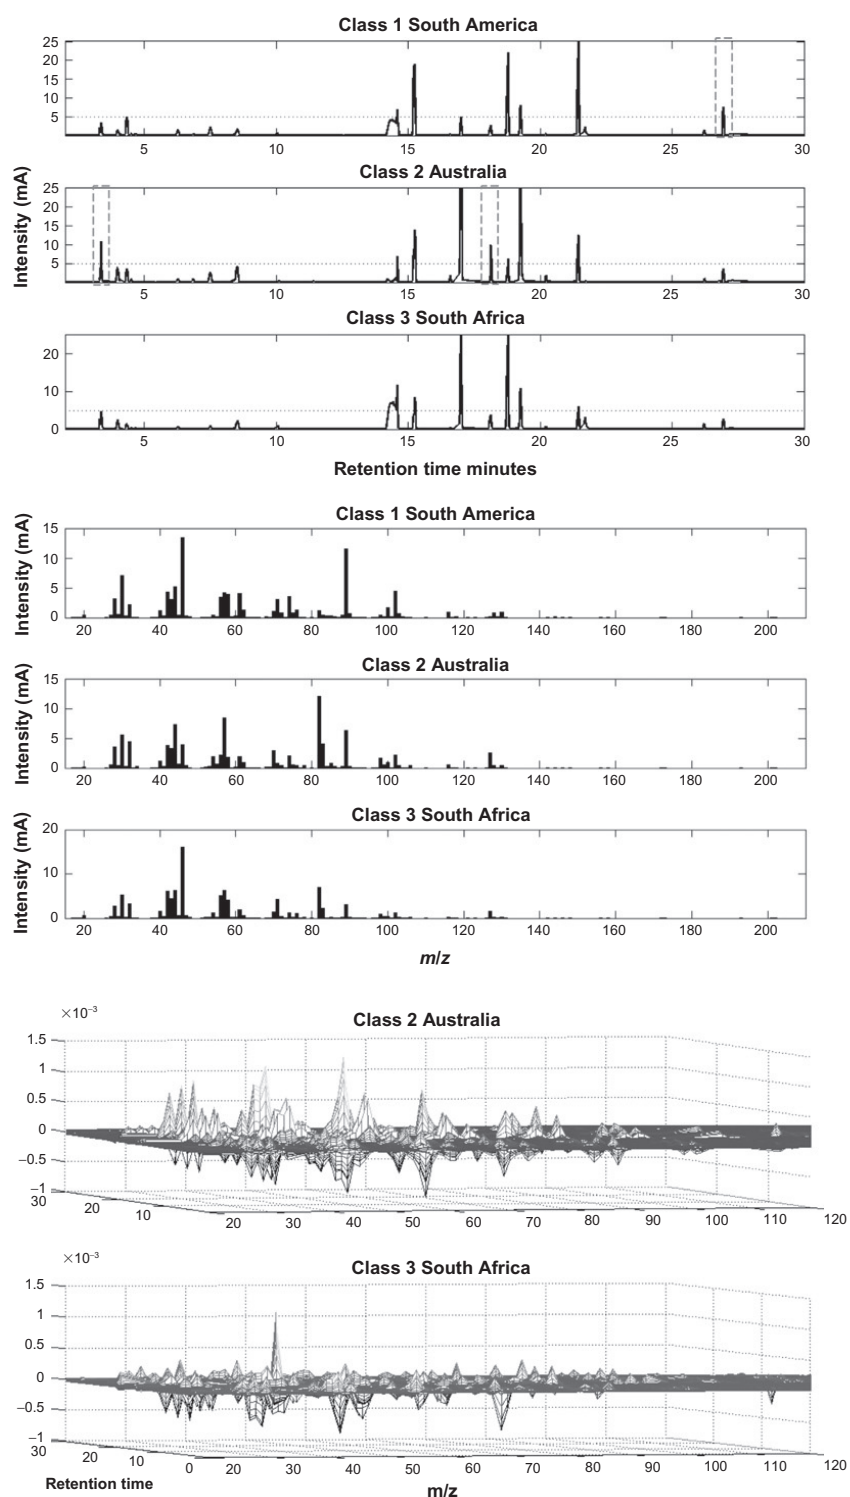 Class 1 South America
25
20
15
10
5
5 10 15 20 25 30
Class 2 Australia
Intensity (mA)
25
20
15
10
5
5 10 15 20 25 30
Class 3 South Africa
20
10
0
5 10 15 20 25 30
Retention time minutes
Class 1 South America
Intensity (mA)
15
10
5
0
20 40 60 80 100 120 140 160 180 200
Class 2 Australia
Intensity (mA)
15
10
5
0
20 40 60 80 100 120 140 160 180 200
Class 3 South Africa
Intensity (mA)
20
10
0
20 40 60 80 100 120 140 160 180 200
m/z
×10⁻³
Class 2 Australia
1.5
1
0.5
0
–0.5
–1
30 20 10 20 30 40 50 60 70 80 90 100 110 120
×10⁻³
Class 3 South Africa
1.5
1
0.5
0
–0.5
–1
30 20 10 0 20 30 40 50 60 70 80 90 100 110 120
Retention time
m/z